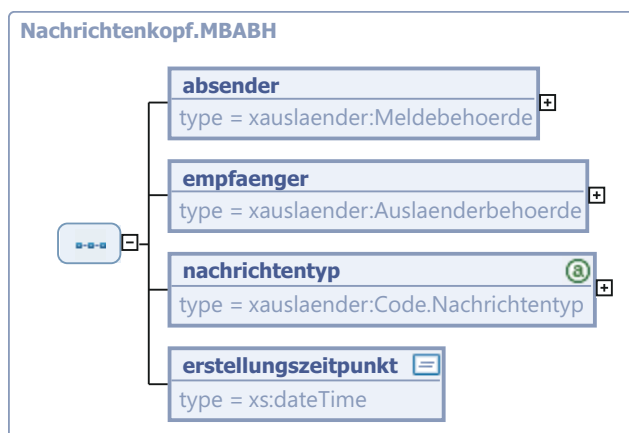 Nachrichtenkopf.MBABH
absender
type = xauslaender:Meldebehoerde
empfaenger
type = xauslaender:Auslaenderbehoerde
nachrichtentyp
type = xauslaender:Code.Nachrichtentyp
erstellungszeitpunkt
type = xs:dateTime